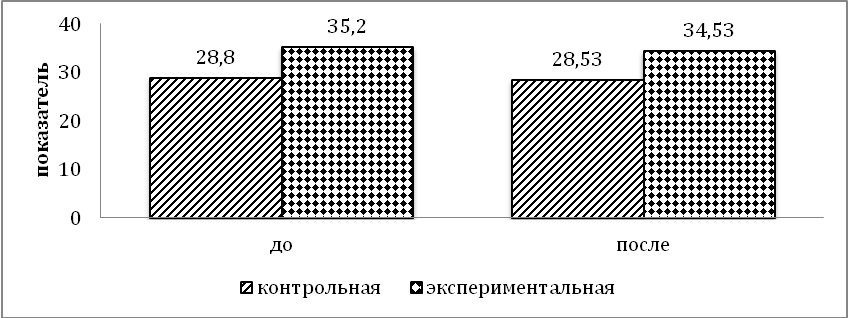 40
35,2
34,53
28,8
28,53
30
20
10
0
показатель
до
после
контрольная
экспериментальная